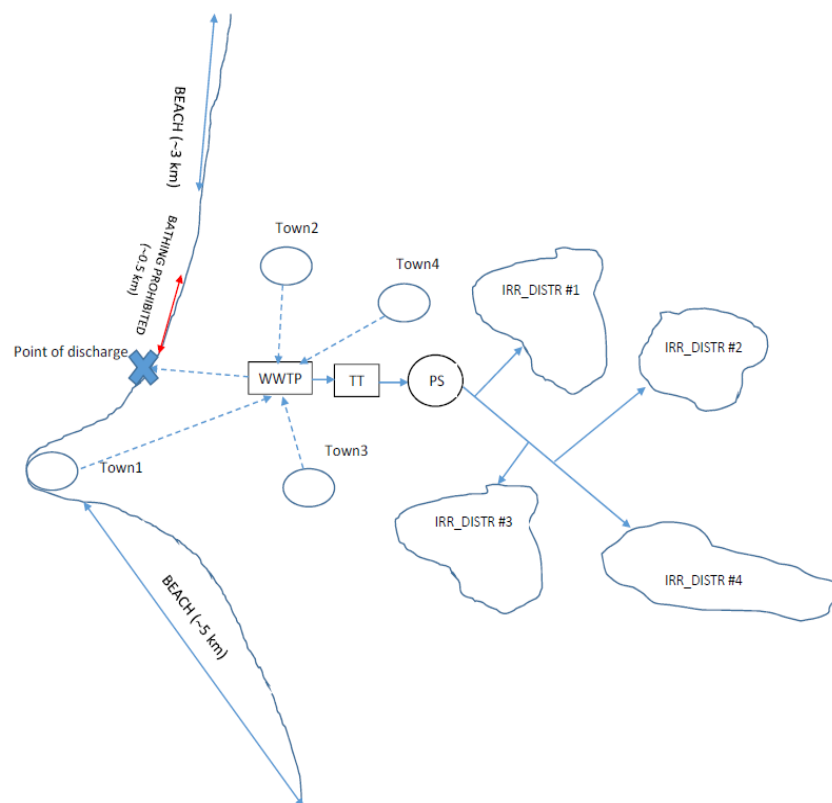 BEACH (~3 km)
BATHING PROHIBITED
(~0.5 km)
Town2
Town4
IRR_DISTR #1
IRR_DISTR #2
Point of discharge
WWTP
TT
PS
Town1
Town3
IRR_DISTR #3
IRR_DISTR #4
BEACH (~5 km)